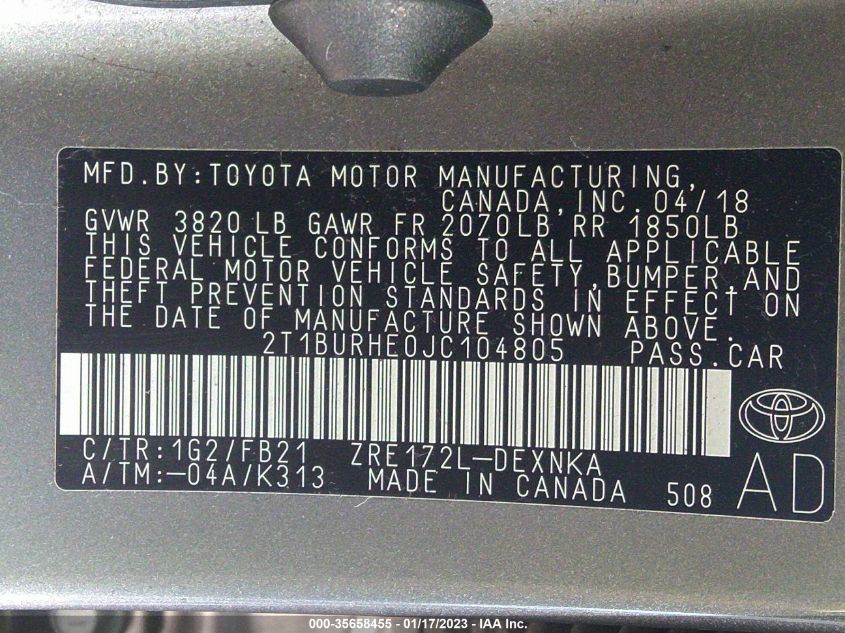 MFD.BY:TOYOTA MOTOR MANUFACTURING,
CANADA,INC.04/18
GVWR 3820 LB GAWR FR 2070LB RR 1850LB
THIS VEHICLE CONFORMS TO ALL APPLICABLE
FEDERAL MOTOR VEHICLE SAFETY,BUMPER,AND
THEFT PREVENTION STANDARDS IN EFFECT ON
THE DATE OF MANUFACTURE SHOWN ABOVE.
2T1BURHE0JC104805 PASS.CAR
C/TR:1G2/FB21 ZRE172L-DEXNKA
A/TM:-04A/K313 MADE IN CANADA 508 AD
000-35658455 - 01/17/2023 - IAA Inc.